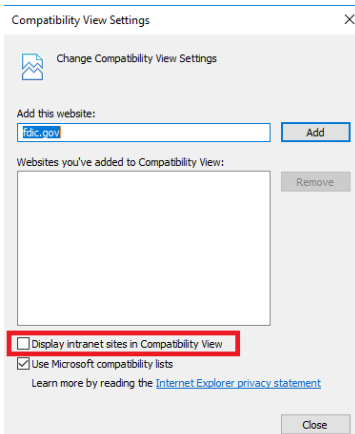 Compatibility View Settings
Change Compatibility View Settings
Add this website:
fdic.gov
Add
Websites you've added to Compatibility View:
Remove
Display intranet sites in Compatibility View
Use Microsoft compatibility lists
Learn more by reading the Internet Explorer privacy statement
Close